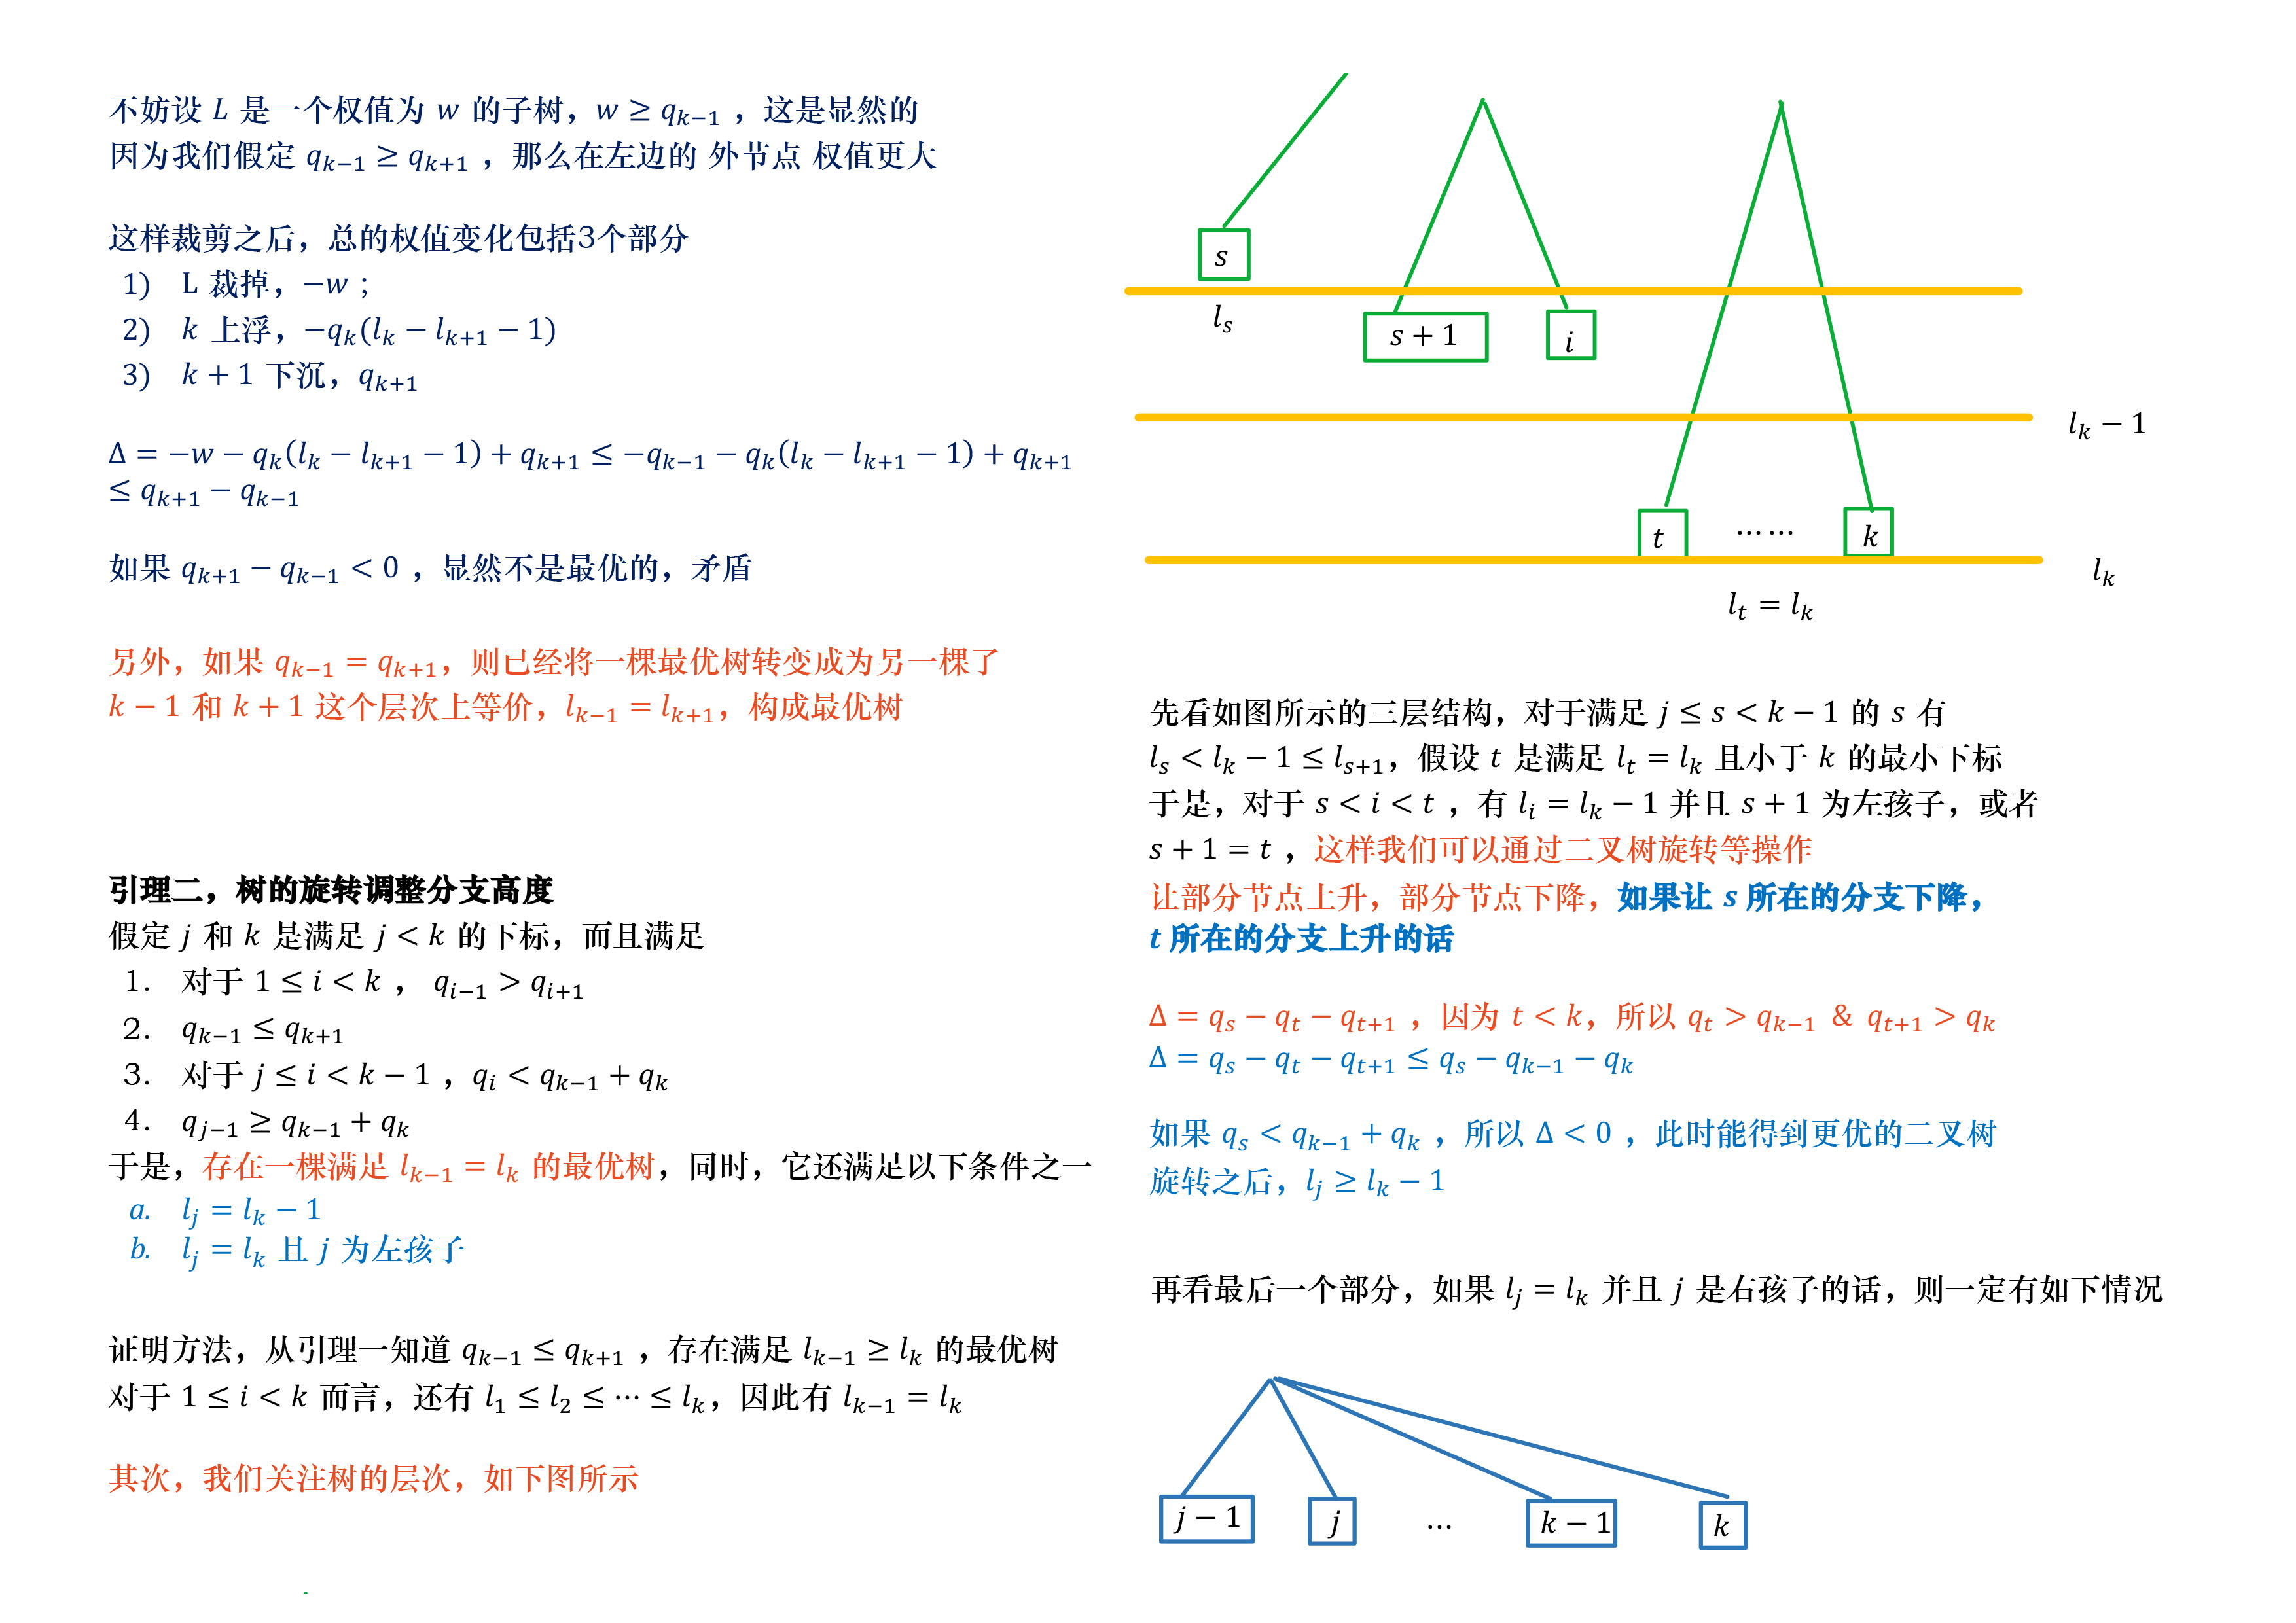 不妨设 L 是一个权值为 w 的子树，w ≥ q_{k−1} ，这是显然的
因为我们假定 q_{k−1} ≥ q_{k+1} ，那么在左边的 外节点 权值更大
这样裁剪之后，总的权值变化包括3个部分
1) L 裁掉，−w ;
2) k 上浮，−q_k(l_k − l_{k+1} − 1)
3) k + 1 下沉，q_{k+1}
Δ = −w − q_k(l_k − l_{k+1} − 1) + q_{k+1} ≤ −q_{k−1} − q_k(l_k − l_{k+1} − 1) + q_{k+1}
≤ q_{k+1} − q_{k−1}
如果 q_{k+1} − q_{k−1} < 0 ，显然不是最优的，矛盾
另外，如果 q_{k−1} = q_{k+1}，则已经将一棵最优树转变成为另一棵了
k − 1 和 k + 1 这个层次上等价，l_{k−1} = l_{k+1}，构成最优树
引理二，树的旋转调整分支高度
假定 j 和 k 是满足 j < k 的下标，而且满足
1. 对于 1 ≤ i < k ， q_{i−1} > q_{i+1}
2. q_{k−1} ≤ q_{k+1}
3. 对于 j ≤ i < k − 1 ，q_i < q_{k−1} + q_k
4. q_{j−1} ≥ q_{k−1} + q_k
于是，存在一棵满足 l_{k−1} = l_k 的最优树，同时，它还满足以下条件之一
a. l_j = l_k − 1
b. l_j = l_k 且 j 为左孩子
证明方法，从引理一知道 q_{k−1} ≤ q_{k+1} ，存在满足 l_{k−1} ≥ l_k 的最优树
对于 1 ≤ i < k 而言，还有 l_1 ≤ l_2 ≤ ⋯ ≤ l_k，因此有 l_{k−1} = l_k
其次，我们关注树的层次，如下图所示
s
l_s
s + 1
i
l_k − 1
t
⋯⋯
k
l_k
l_t = l_k
先看如图所示的三层结构，对于满足 j ≤ s < k − 1 的 s 有
l_s < l_k − 1 ≤ l_{s+1}，假设 t 是满足 l_t = l_k 且小于 k 的最小下标
于是，对于 s < i < t ，有 l_i = l_k − 1 并且 s + 1 为左孩子，或者
s + 1 = t ，这样我们可以通过二叉树旋转等操作
让部分节点上升，部分节点下降，如果让 s 所在的分支下降，
t 所在的分支上升的话
Δ = q_s − q_t − q_{t+1} ，因为 t < k，所以 q_t > q_{k−1} & q_{t+1} > q_k
Δ = q_s − q_t − q_{t+1} ≤ q_s − q_{k−1} − q_k
如果 q_s < q_{k−1} + q_k ，所以 Δ < 0 ，此时能得到更优的二叉树
旋转之后，l_j ≥ l_k − 1
再看最后一个部分，如果 l_j = l_k 并且 j 是右孩子的话，则一定有如下情况
j − 1
j
⋯
k − 1
k